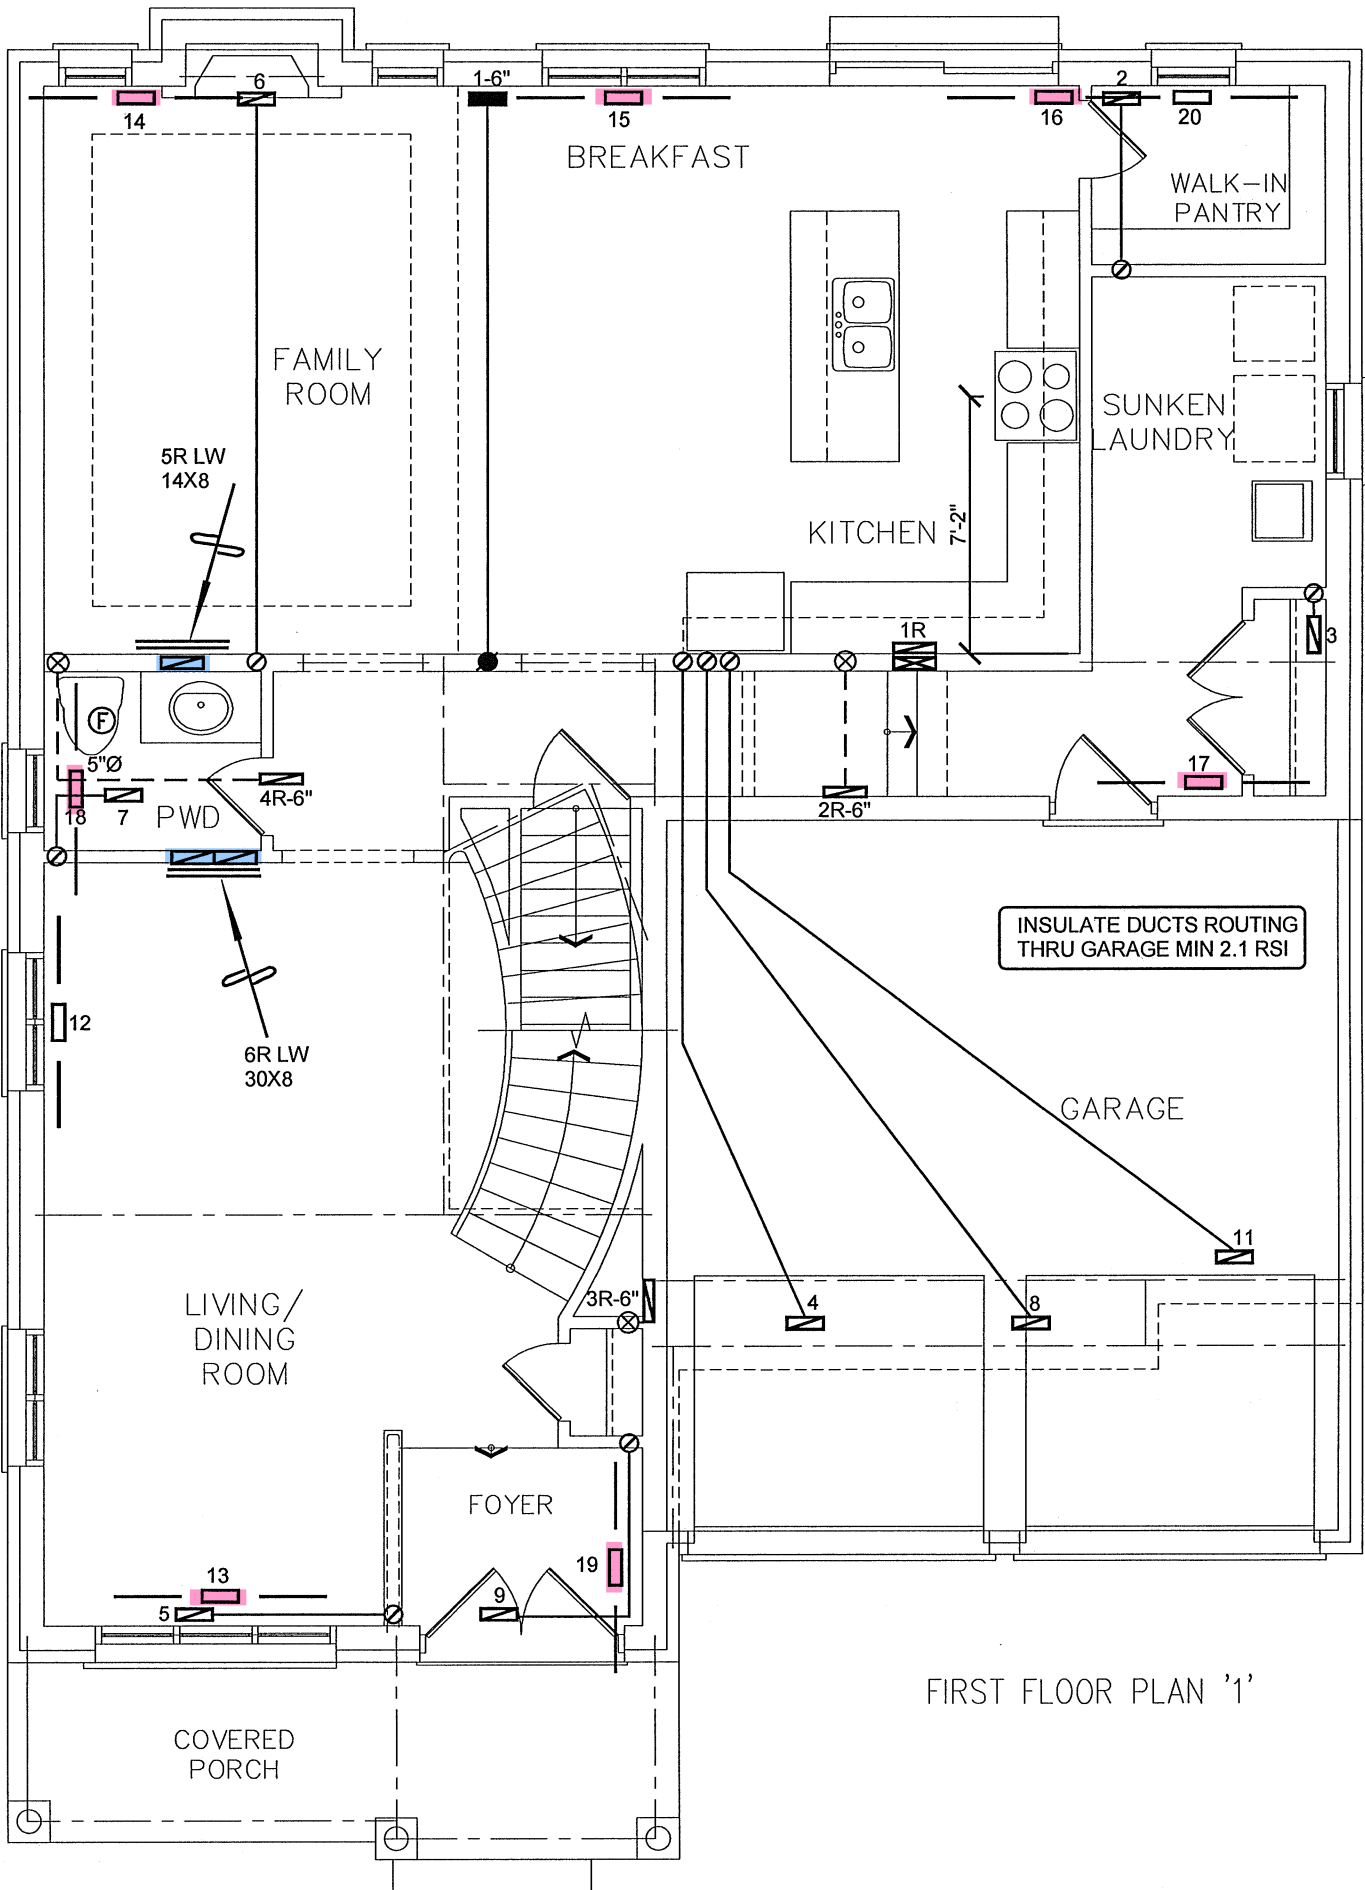 6
1-6"
2
14
15
16
20
BREAKFAST
WALK-IN
PANTRY
FAMILY
ROOM
SUNKEN
LAUNDRY
5R LW
14X8
KITCHEN
7'-2"
1R
3
F
5"Ø
4R-6"
17
18
7
PWD
2R-6"
INSULATE DUCTS ROUTING
THRU GARAGE MIN 2.1 RSI
12
6R LW
30X8
GARAGE
11
3R-6"
4
8
LIVING/
DINING
ROOM
FOYER
13
19
5
9
FIRST FLOOR PLAN '1'
COVERED
PORCH